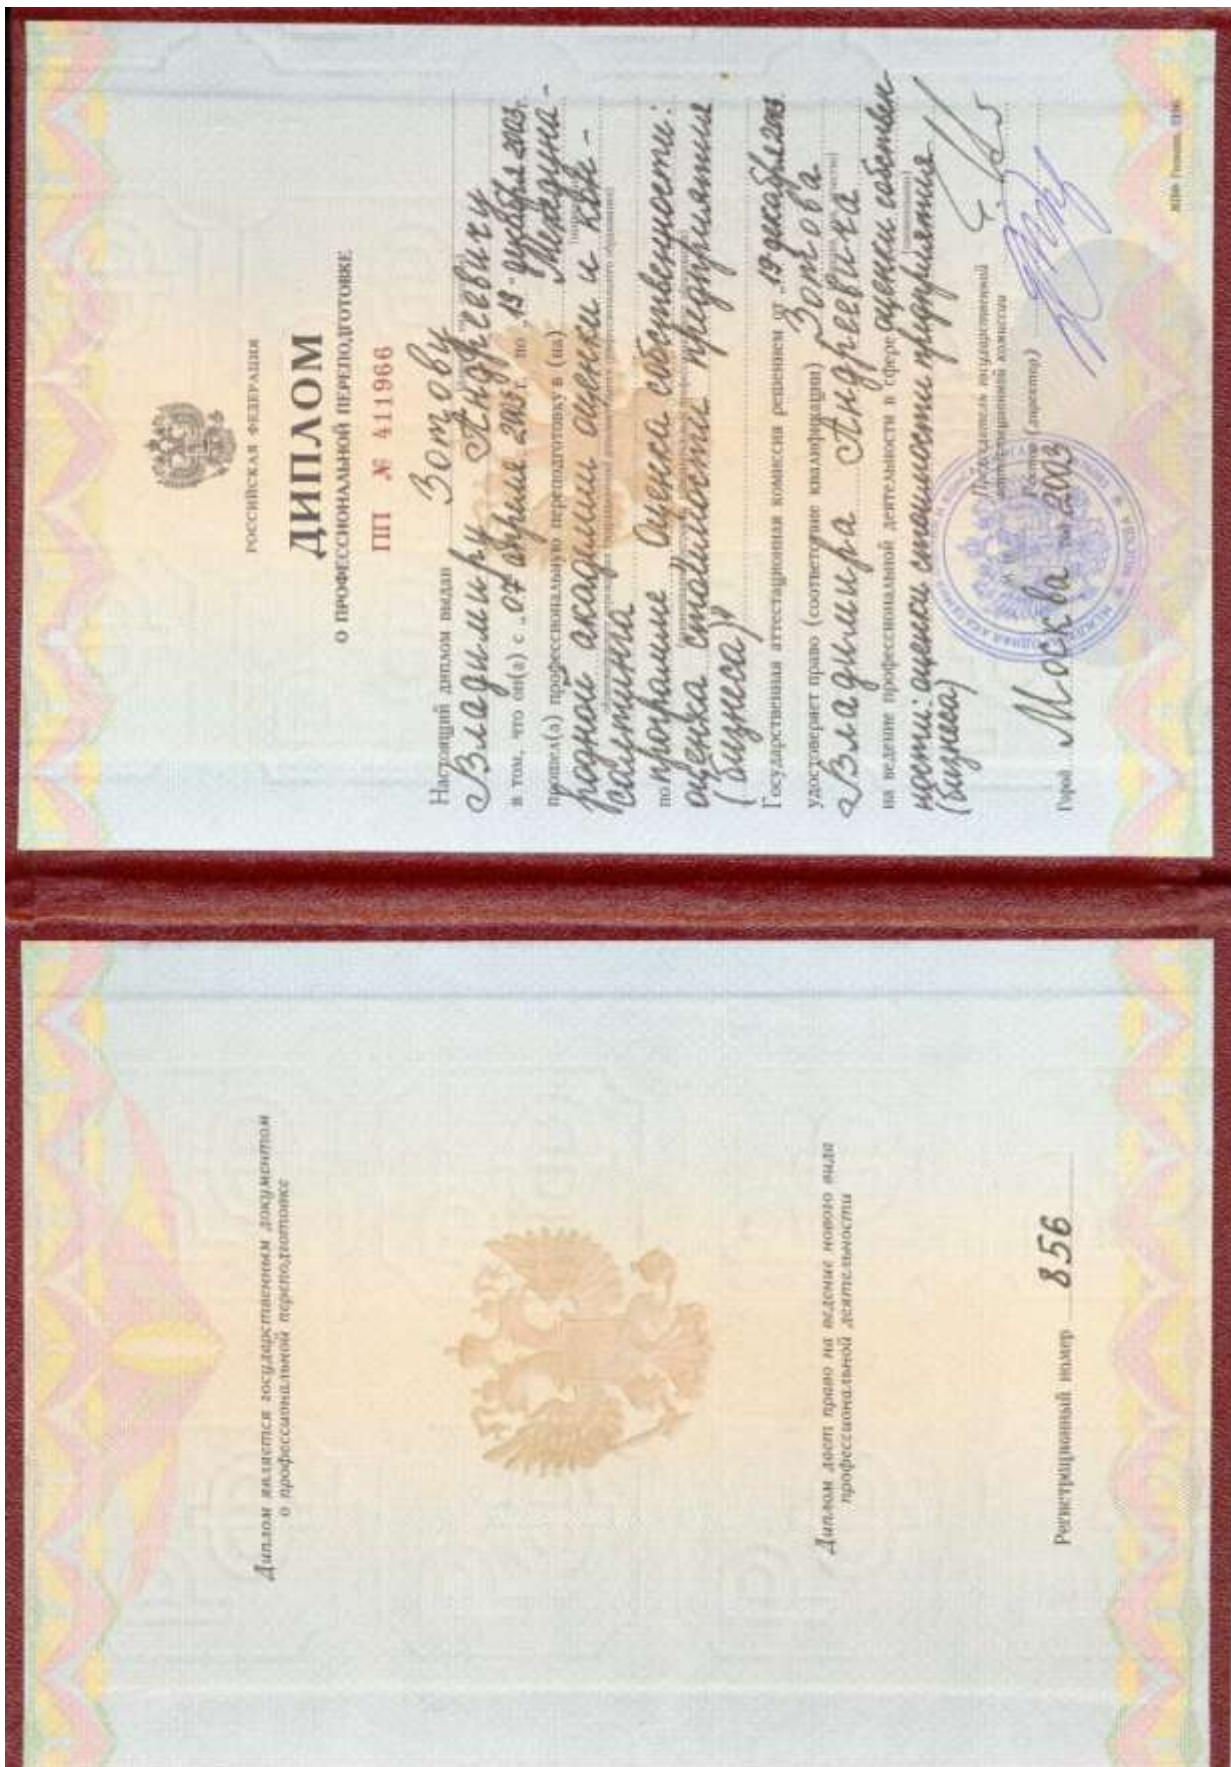 Диплом является государственным документом
о профессиональной переподготовке
Диплом дает право на ведение нового вида
профессиональной деятельности
Регистрационный номер 856
РОССИЙСКАЯ ФЕДЕРАЦИЯ
ДИПЛОМ
О ПРОФЕССИОНАЛЬНОЙ ПЕРЕПОДГОТОВКЕ
ПП № 411966
Настоящий диплом выдан Зотову
Владимиру Андреевичу
в том, что он(а) с „07 апреля 2003 г. по „19 декабря 2003 г.
прошел(а) профессиональную переподготовку в (на) Междуна-
родной академии оценки и кон-
салтинга
по программе Оценка собственности:
оценка стоимости предприятия
(бизнеса)"
Государственная аттестационная комиссия решением от „19 декабря 2003
удостоверяет право (соответствие квалификации) Зотова
Владимира Андреевича
на ведение профессиональной деятельности в сфере оценки собствен-
ности: оценки стоимости предприятия
(бизнеса)
Председатель государственной
аттестационной комиссии
Ректор (директор)
Город Москва 2003